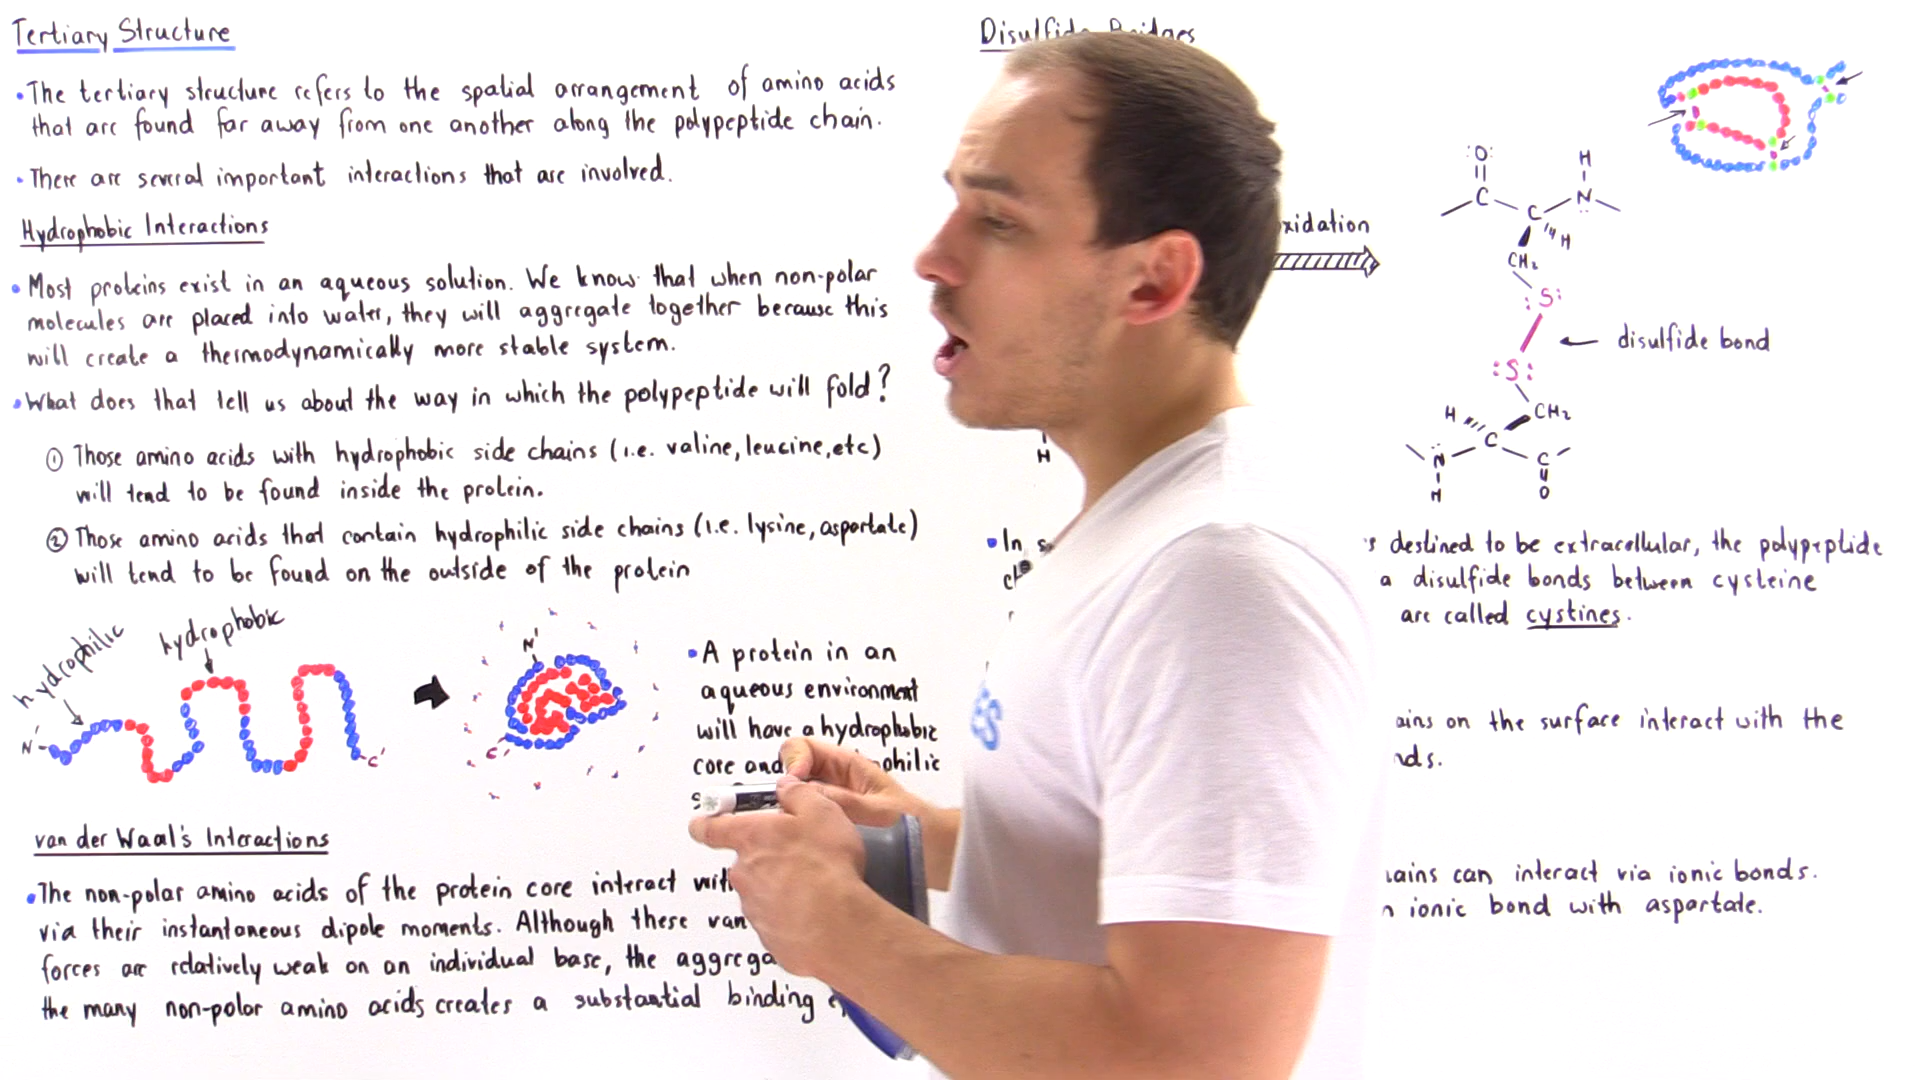 Tertiary Structure
• The tertiary structure refers to the spatial arrangement of amino acids
that are found far away from one another along the polypeptide chain.
• There are several important interactions that are involved.
Hydrophobic Interactions
• Most proteins exist in an aqueous solution. We know that when non-polar
molecules are placed into water, they will aggregate together because this
will create a thermodynamically more stable system.
• What does that tell us about the way in which the polypeptide will fold?
① Those amino acids with hydrophobic side chains (i.e. valine, leucine, etc)
will tend to be found inside the protein.
② Those amino acids that contain hydrophilic side chains (i.e. lysine, aspartate)
will tend to be found on the outside of the protein
hydrophilic
hydrophobic
N'
C'
N'
C'
• A protein in an
aqueous environment
will have a hydrophobic
core and
van der Waal's Interactions
• The non-polar amino acids of the protein core interact
via their instantaneous dipole moments. Although these van
forces are relatively weak on an individual base, the
the many non-polar amino acids creates a substantial binding
Disulfide Bridges
H
:O: H
C C N
H
CH₂
:S:
disulfide bond
:S:
H CH₂
C
N C
H O
• In
destined to be extracellular, the polypeptide
a disulfide bonds between cysteine
are called cystines.
on the surface interact with the
can interact via ionic bonds.
ionic bond with aspartate.